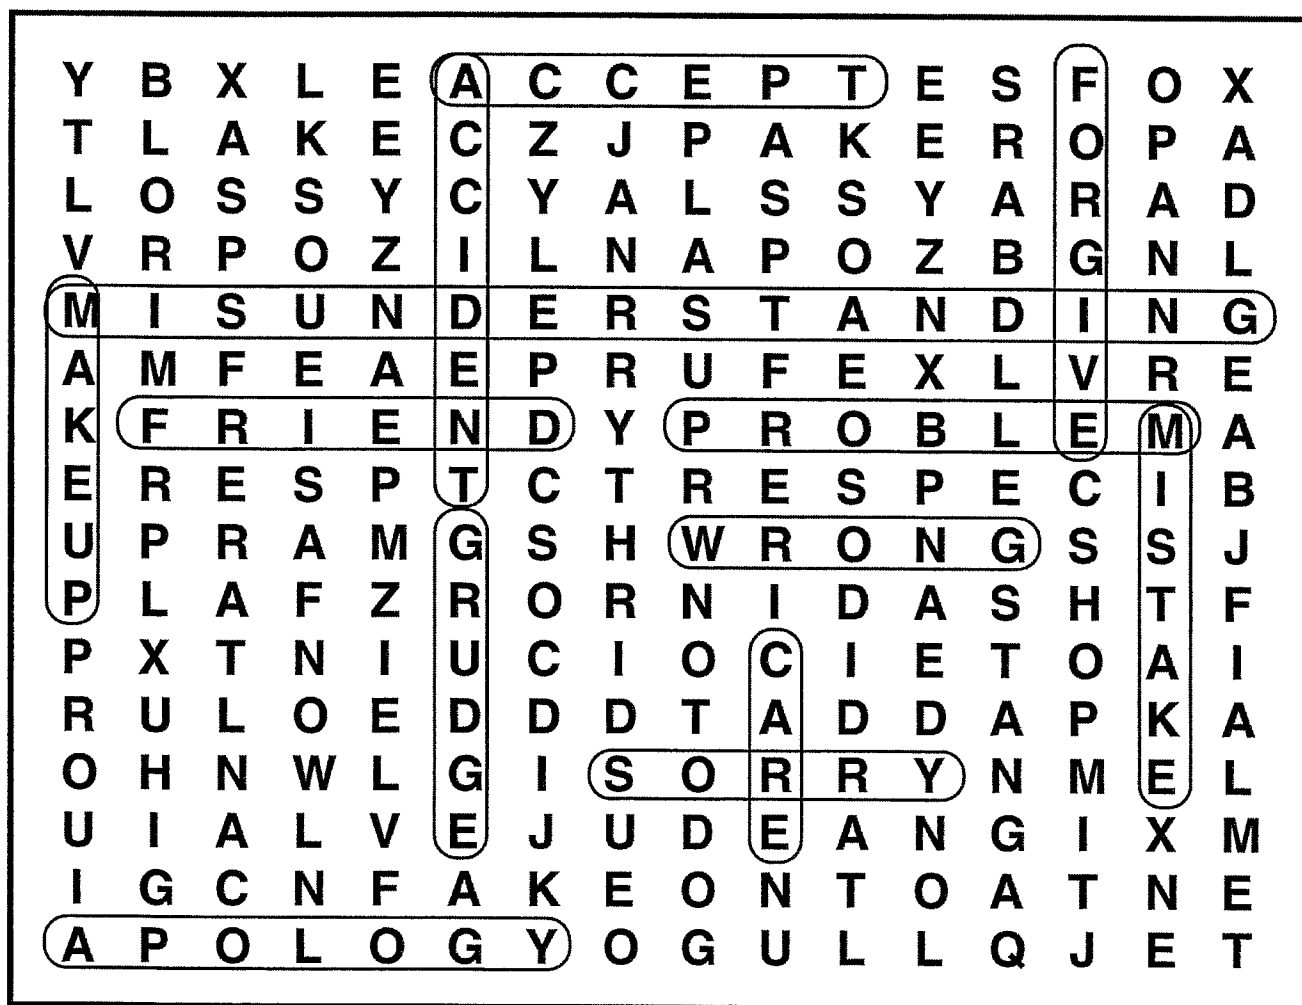 Y B X L E A C C E P T E S F O X
T L A K E C Z J P A K E R O P A
L O S S Y C Y A L S S Y A R A D
V R P O Z I L N A P O Z B G N L
M I S U N D E R S T A N D I N G
A M F E A E P R U F E X L V R E
K F R I E N D Y P R O B L E M A
E R E S P T C T R E S P E C I B
U P R A M G S H W R O N G S S J
P L A F Z R O R N I D A S H T F
P X T N I U C I O C I E T O A I
R U L O E D D D T A D D A P K A
O H N W L G I S O R R Y N M E L
U I A L V E J U D E A N G I X M
I G C N F A K E O N T O A T N E
A P O L O G Y O G U L L Q J E T